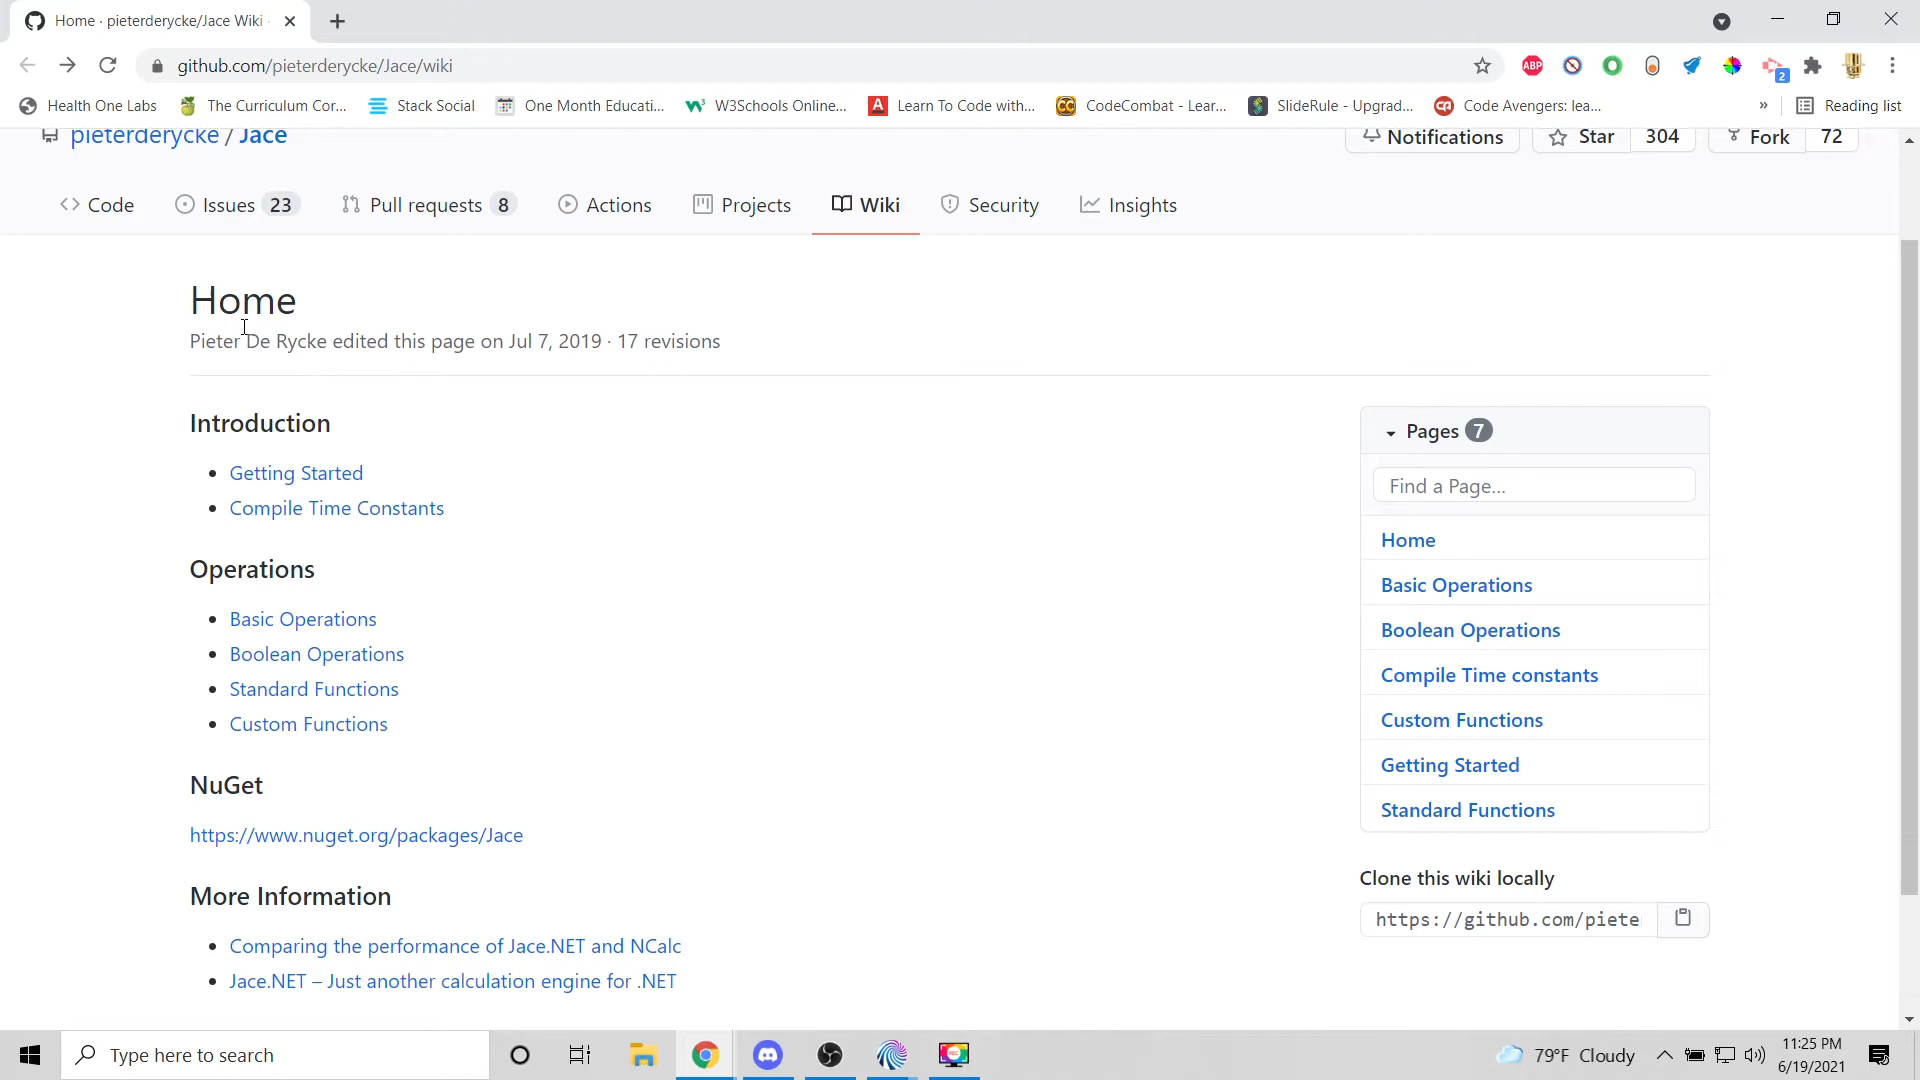 Home · pieterderycke/Jace Wiki
github.com/pieterderycke/Jace/wiki
ABP
2
Health One Labs
The Curriculum Cor...
Stack Social
One Month Educati...
W3Schools Online...
Learn To Code with...
CodeCombat - Lear...
SlideRule - Upgrad...
Code Avengers: lea...
»
Reading list
pieterderycke / Jace
Notifications
Star 304
Fork 72
Code
Issues 23
Pull requests 8
Actions
Projects
Wiki
Security
Insights
Home
Pieter De Rycke edited this page on Jul 7, 2019 · 17 revisions
Introduction
Getting Started
Compile Time Constants
Operations
Basic Operations
Boolean Operations
Standard Functions
Custom Functions
NuGet
https://www.nuget.org/packages/Jace
More Information
Comparing the performance of Jace.NET and NCalc
Jace.NET – Just another calculation engine for .NET
Pages 7
Find a Page...
Home
Basic Operations
Boolean Operations
Compile Time constants
Custom Functions
Getting Started
Standard Functions
Clone this wiki locally
https://github.com/piete
Type here to search
79°F Cloudy
11:25 PM
6/19/2021